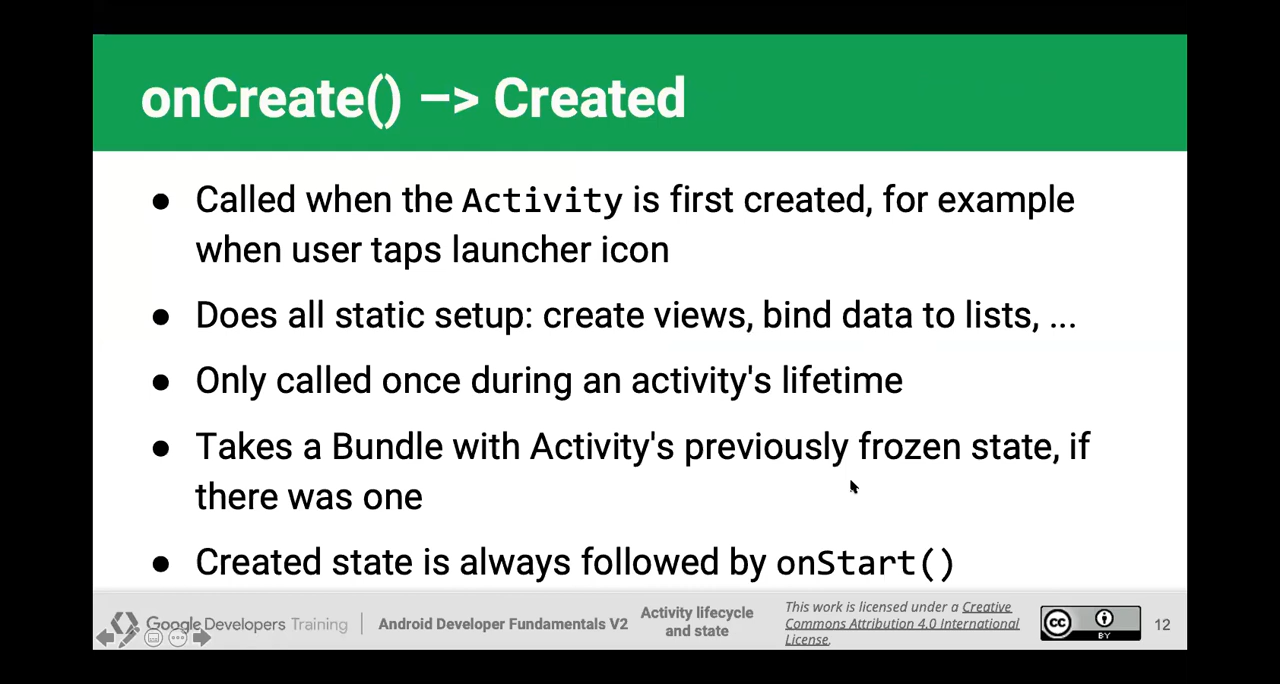 onCreate() –> Created
● Called when the Activity is first created, for example
when user taps launcher icon
● Does all static setup: create views, bind data to lists, ...
● Only called once during an activity's lifetime
● Takes a Bundle with Activity's previously frozen state, if
there was one
● Created state is always followed by onStart()
Google Developers Training
Android Developer Fundamentals V2
Activity lifecycle
and state
This work is licensed under a Creative
Commons Attribution 4.0 International
License.
cc
BY
12